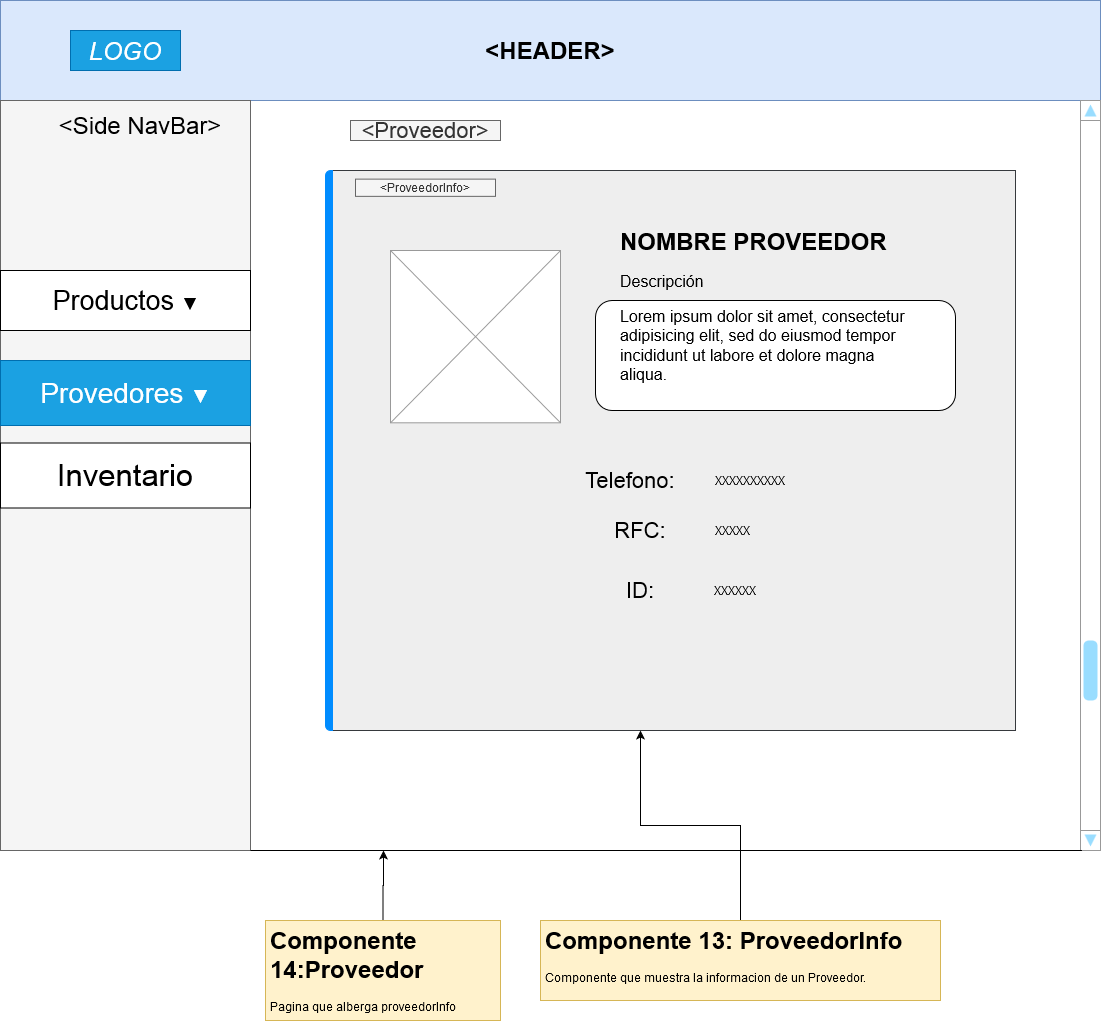 LOGO
<HEADER>
<Side NavBar>
<Proveedor>
<ProveedorInfo>
NOMBRE PROVEEDOR
Descripción
Lorem ipsum dolor sit amet, consectetur
adipisicing elit, sed do eiusmod tempor
incididunt ut labore et dolore magna
aliqua.
Productos ▼
Provedores ▼
Inventario
Telefono: XXXXXXXXXX
RFC: XXXXX
ID: XXXXXX
Componente
14:Proveedor
Pagina que alberga proveedorInfo
Componente 13: ProveedorInfo
Componente que muestra la informacion de un Proveedor.